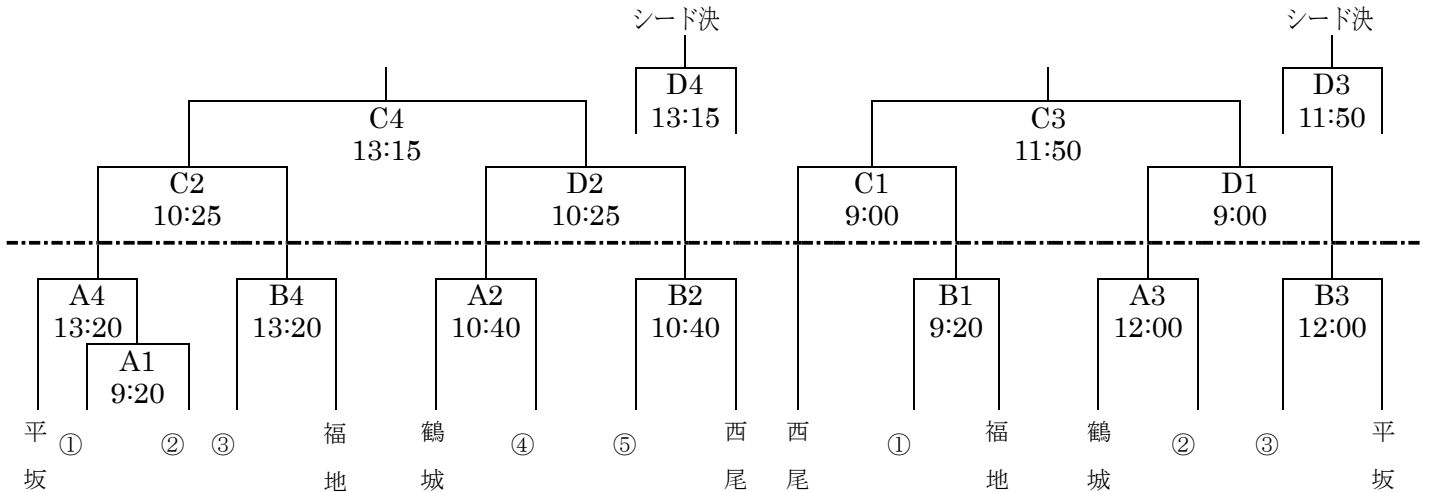 シード決
シード決
D4
13:15
D3
11:50
C4
13:15
C3
11:50
C2
10:25
D2
10:25
C1
9:00
D1
9:00
A4
13:20
B4
13:20
A2
10:40
B2
10:40
B1
9:20
A3
12:00
B3
12:00
A1
9:20
平坂
①
②
③
福地
鶴城
④
⑤
西尾
西尾
①
福地
鶴城
②
③
平坂